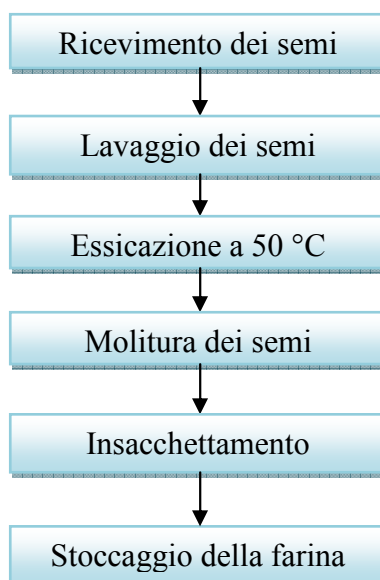 Ricevimento dei semi
Lavaggio dei semi
Essicazione a 50 °C
Molitura dei semi
Insacchettamento
Stoccaggio della farina